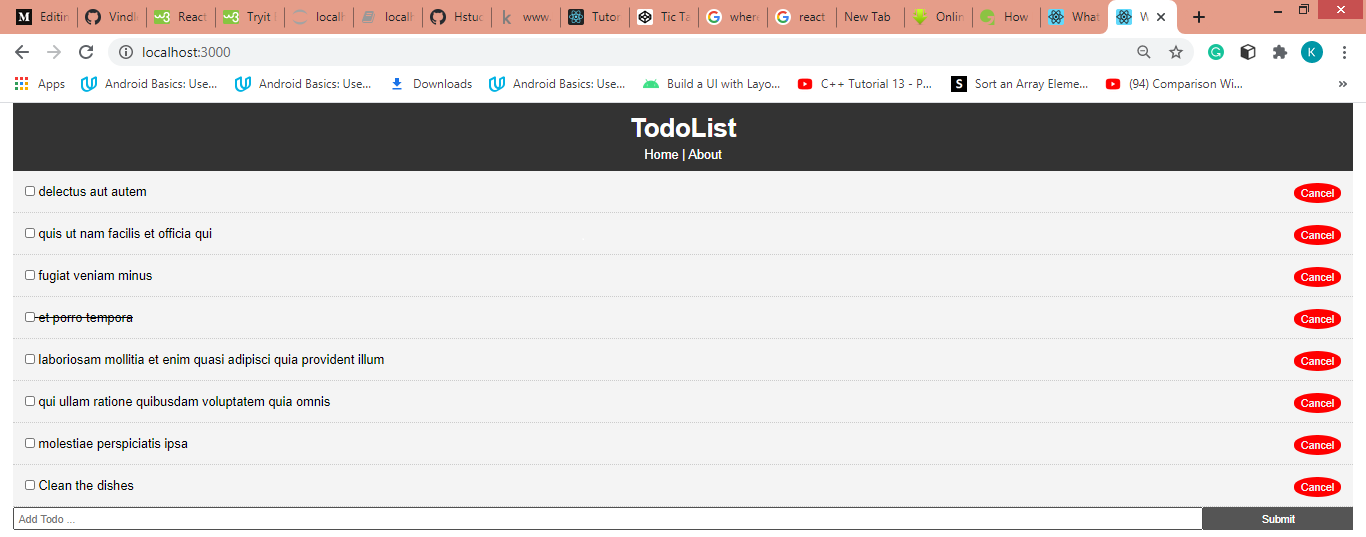 Editin Vindh React Tryit localh localh Hstud www. Tutor Tic Ta where react New Tab Onlin How What W
localhost:3000 K
Apps Android Basics: Use... Android Basics: Use... Downloads Android Basics: Use... Build a UI with Layo... C++ Tutorial 13 - P... S Sort an Array Eleme... (94) Comparison Wi... »
TodoList
Home | About
delectus aut autem Cancel
quis ut nam facilis et officia qui Cancel
fugiat veniam minus Cancel
et porro tempora Cancel
laboriosam mollitia et enim quasi adipisci quia provident illum Cancel
qui ullam ratione quibusdam voluptatem quia omnis Cancel
molestiae perspiciatis ipsa Cancel
Clean the dishes Cancel
Add Todo ... Submit